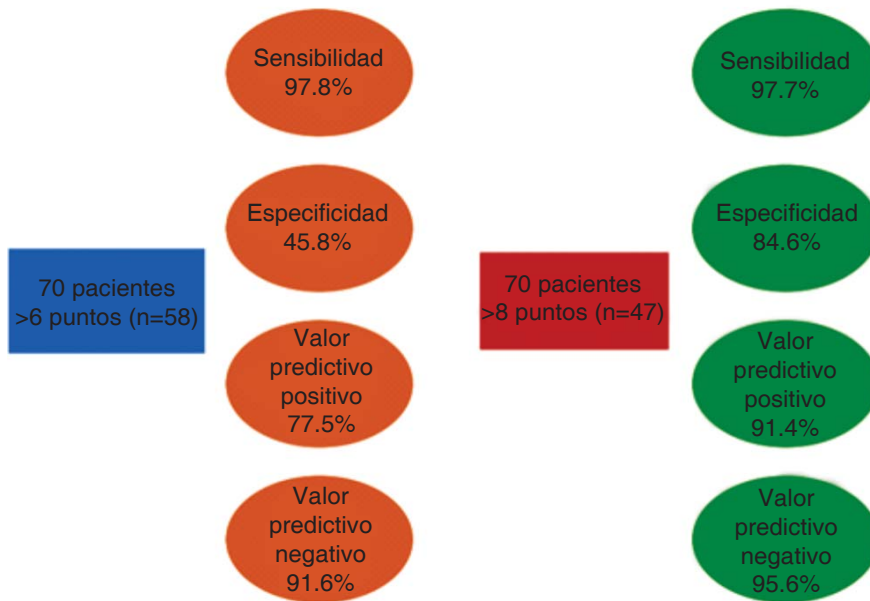 70 pacientes
>6 puntos (n=58)
Sensibilidad
97.8%
Especificidad
45.8%
Valor
predictivo
positivo
77.5%
Valor
predictivo
negativo
91.6%
70 pacientes
>8 puntos (n=47)
Sensibilidad
97.7%
Especificidad
84.6%
Valor
predictivo
positivo
91.4%
Valor
predictivo
negativo
95.6%